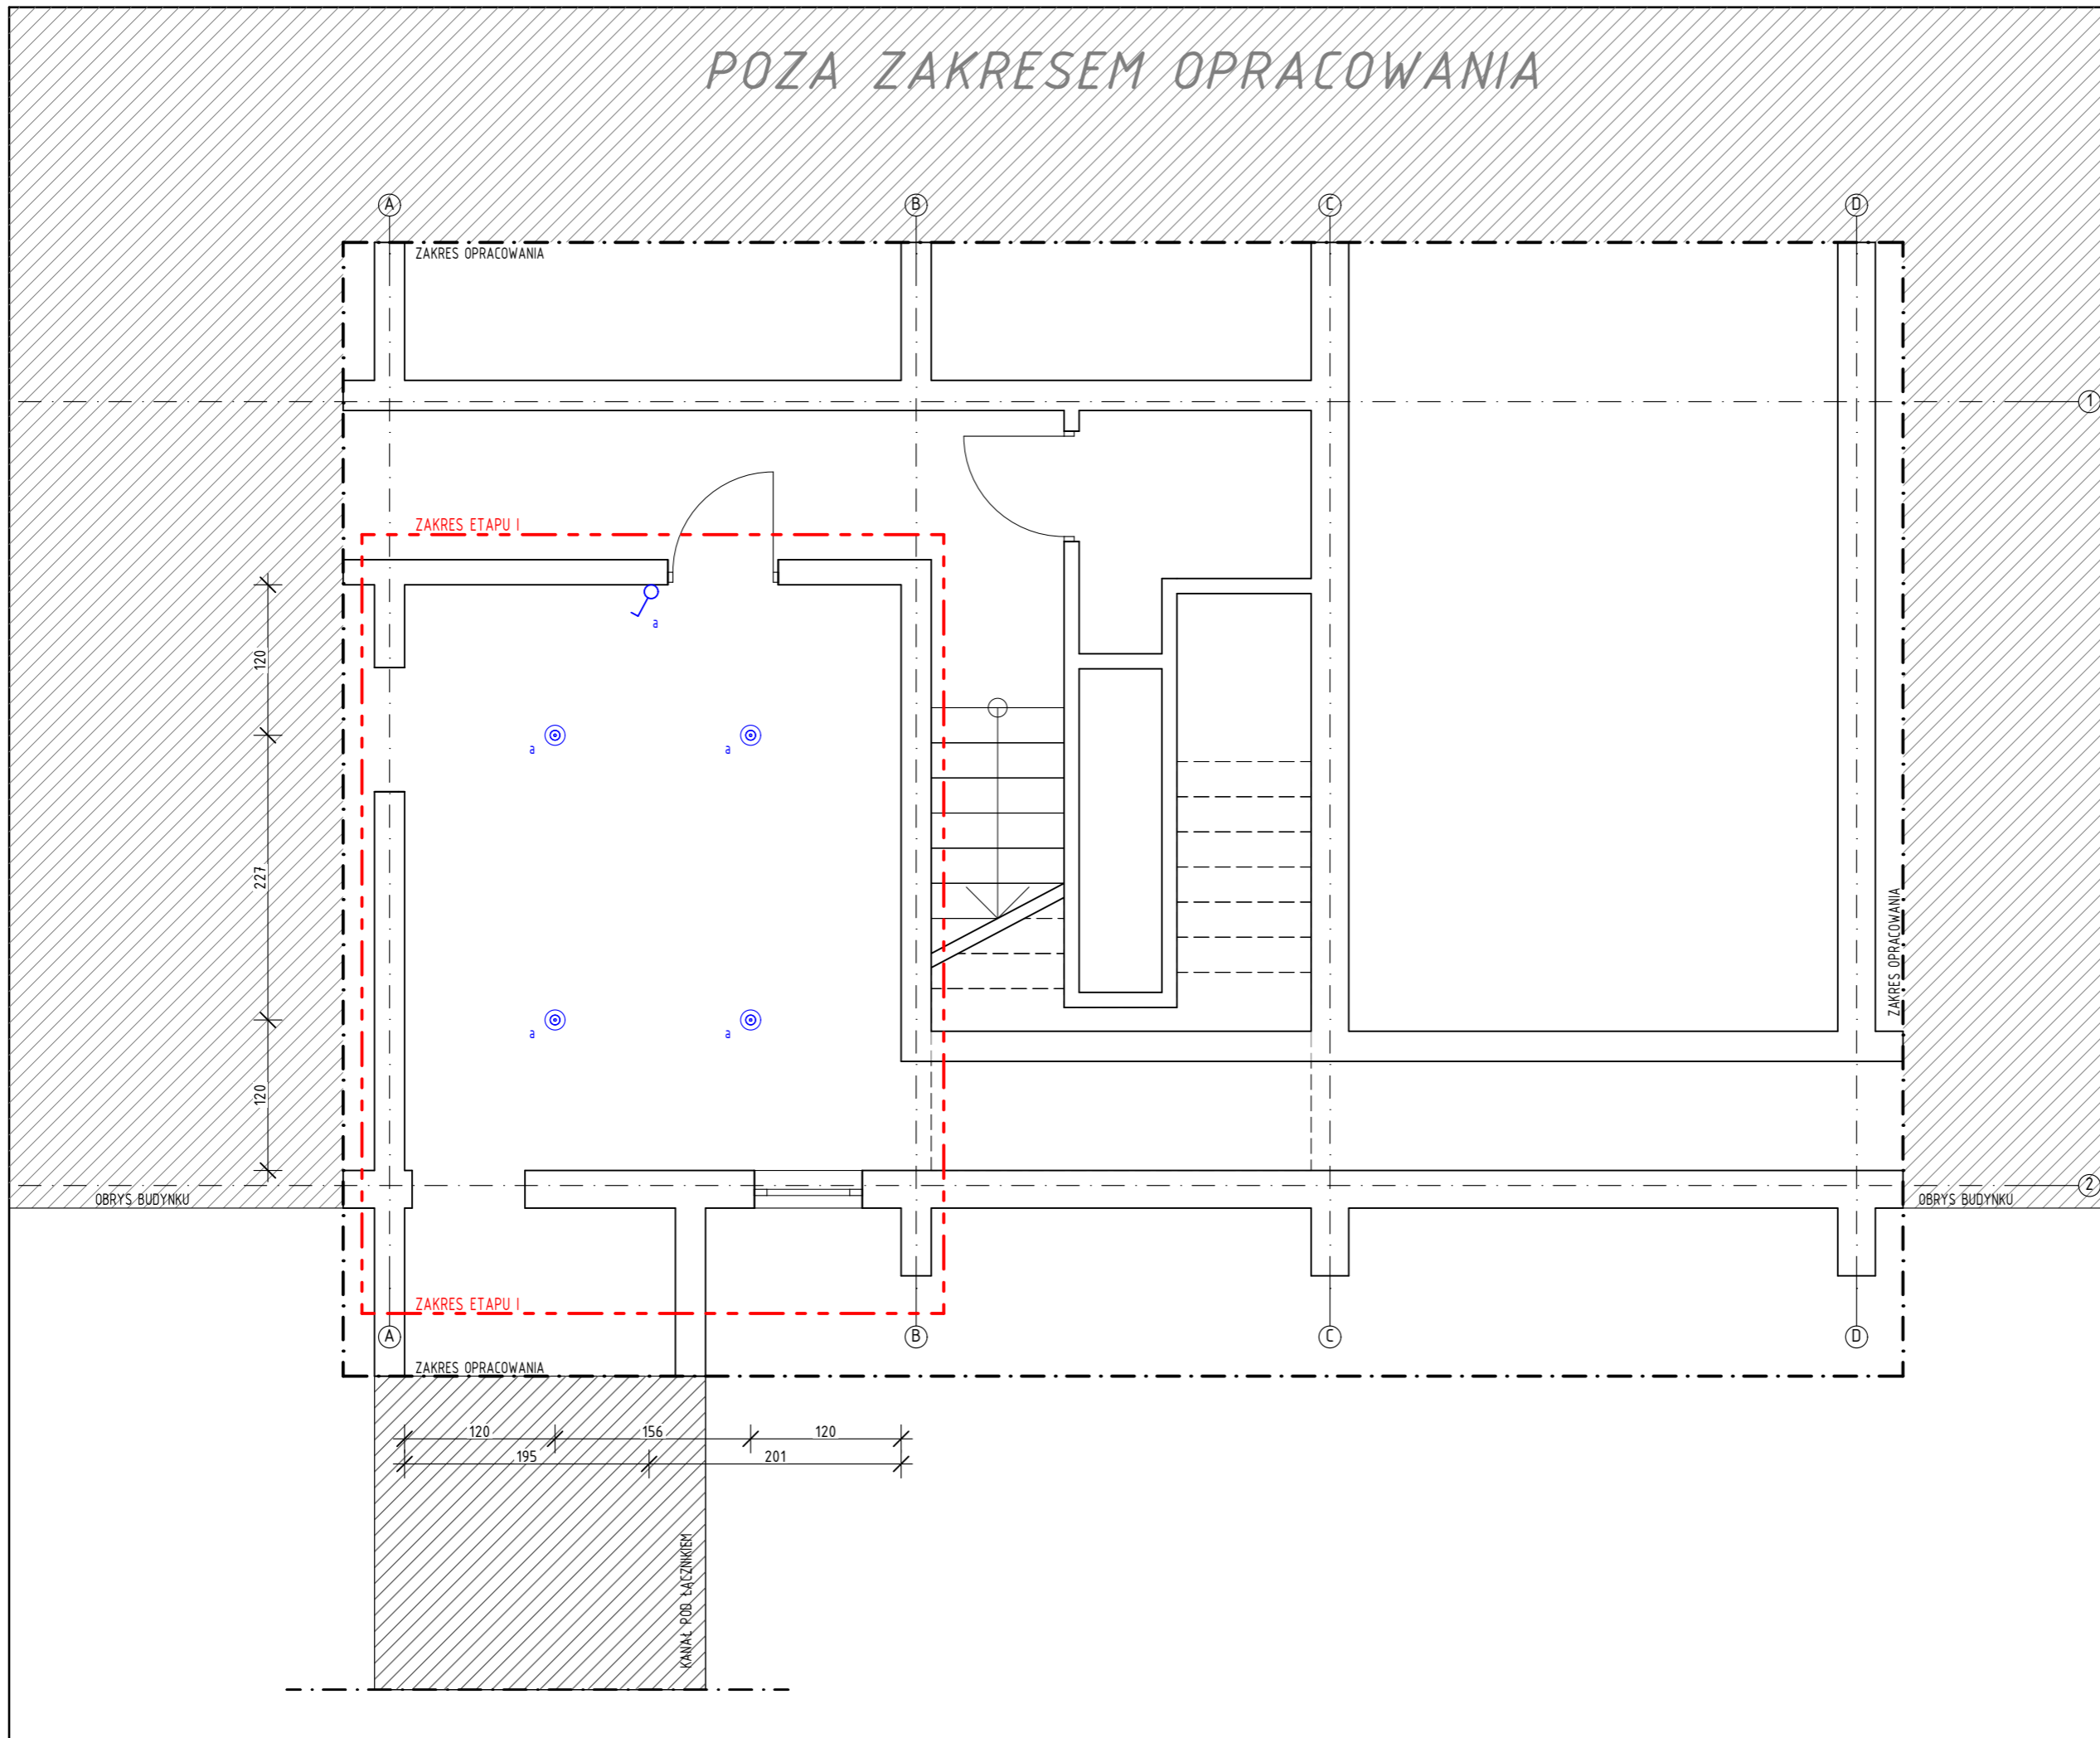 POZA ZAKRESEM OPRACOWANIA
A
B
C
D
ZAKRES OPRACOWANIA
1
ZAKRES ETAPU I
a
120
a
a
227
ZAKRES OPRACOWANIA
a
a
120
2
OBRYS BUDYNKU
OBRYS BUDYNKU
ZAKRES ETAPU I
A
B
C
D
ZAKRES OPRACOWANIA
120
156
120
195
201
KANAŁ POD ŁĄCZNIKIEM